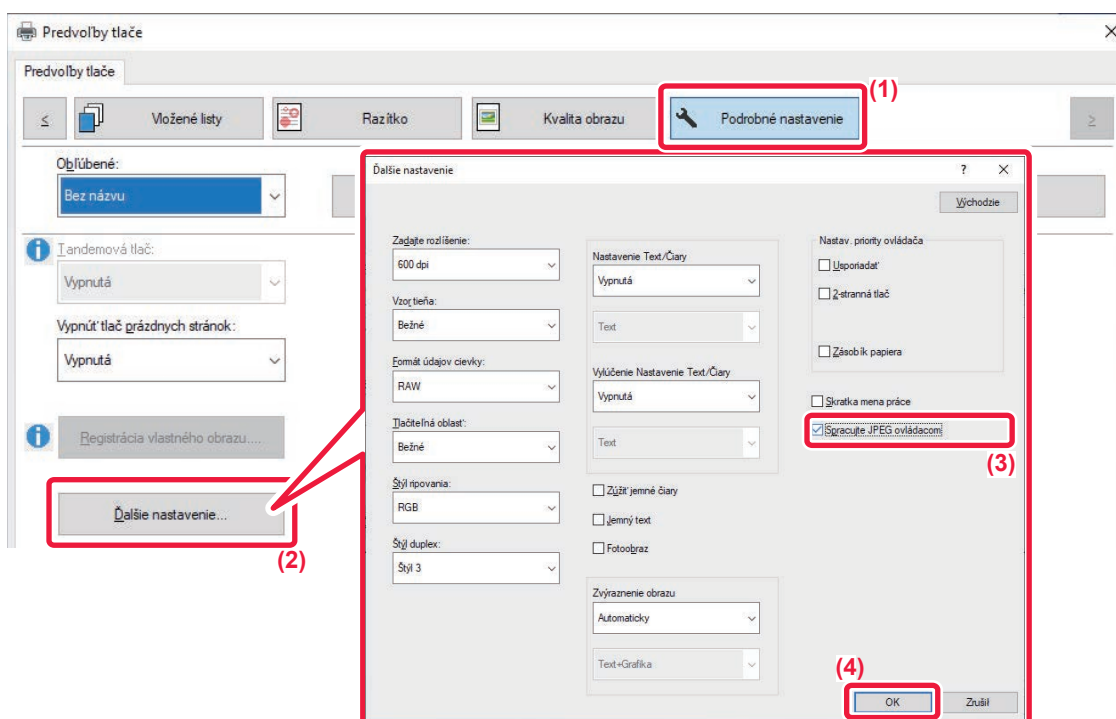 Predvoľby tlače
Predvoľby tlače
(1)
<
Vložené listy
Razítko
Kvalita obrazu
Podrobné nastavenie
>
Obľúbené:
Bez názvu
Tandemová tlač:
Vypnutá
Vypnúť tlač prázdnych stránok:
Vypnutá
Registrácia vlastného obrazu....
Ďalšie nastavenie...
(2)
Ďalšie nastavenie
?
Východzie
Zadajte rozlíšenie:
600 dpi
Vzor tieňa:
Bežné
Formát údajov cievky:
RAW
Tlačiteľná oblasť:
Bežné
Štýl ripovania:
RGB
Štýl duplex:
Štýl 3
Nastavenie Text/Čiary
Vypnutá
Text
Vylúčenie Nastavenie Text/Čiary
Vypnutá
Text
Zúžiť jemné čiary
Jemný text
Fotoobraz
Zvýraznenie obrazu
Automaticky
Text+Grafika
Nastav. priority ovládača
Usporiadať
2-stranná tlač
Zásobík papiera
Skratka mena práce
Spracujte JPEG ovládacom
(3)
(4)
OK
Zrušiť